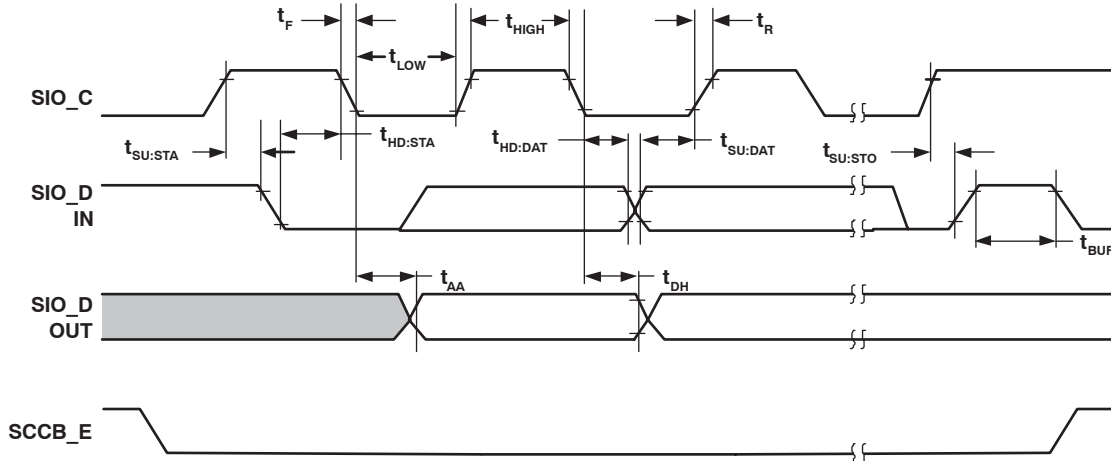 tF
tLOW
tHIGH
tR
SIO_C
tSU:STA
tHD:STA
tHD:DAT
tSU:DAT
tSU:STO
SIO_D
IN
tBUF
tAA
tDH
SIO_D
OUT
SCCB_E